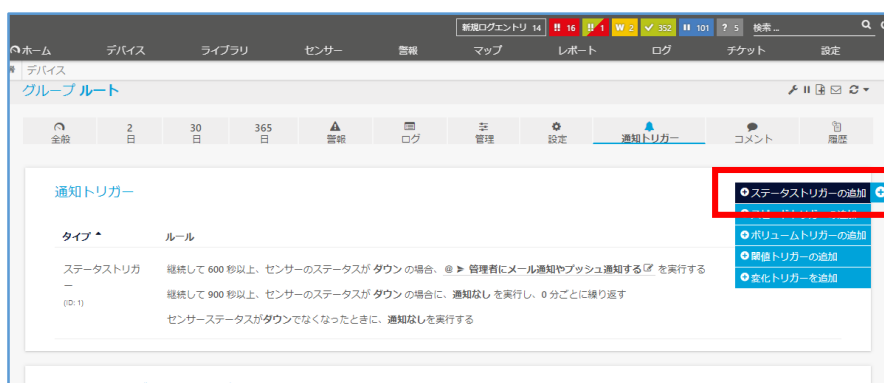 新規ログエントリ 14 !! 16 !! 1 W 2 ✓ 352 II 101 ? 5 検索...
ホーム デバイス ライブラリ センサー 警報 マップ レポート ログ チケット 設定
デバイス
グループ ルート
全般 2 日 30 日 365 日 警報 ログ 管理 設定 通知トリガー コメント 履歴
通知トリガー
ステータストリガーの追加
ボリュームトリガーの追加
閾値トリガーの追加
変化トリガーを追加
タイプ ルール
ステータストリガー
(ID: 1)
継続して 600 秒以上、センサーのステータスが ダウン の場合、 @ ► 管理者にメール通知やプッシュ通知する を実行する
継続して 900 秒以上、センサーのステータスが ダウン の場合に、通知なし を実行し、0 分ごとに繰り返す
センサーステータスがダウンでなくなったときに、通知なしを実行する